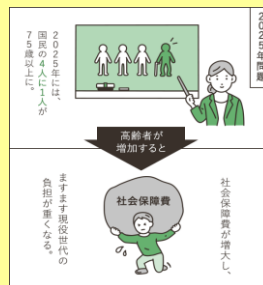 2025年問題
2025年には、
国民の4人に1人が
75歳以上に。
高齢者が
増加すると
社会保障費が増大し、
社会保障費
ますます現役世代の
負担が重くなる。